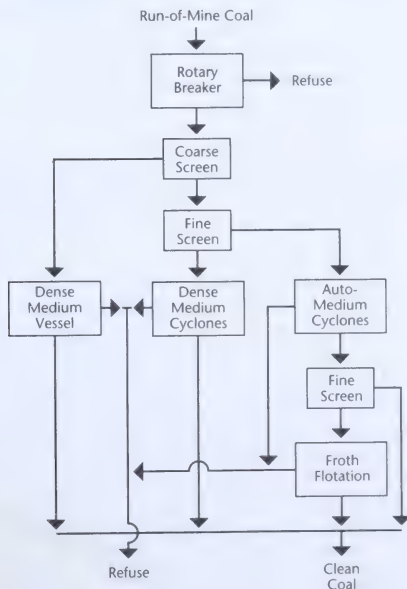 Run-of-Mine Coal
Rotary
Breaker
Refuse
Coarse
Screen
Fine
Screen
Dense
Medium
Vessel
Dense
Medium
Cyclones
Auto-
Medium
Cyclones
Fine
Screen
Froth
Flotation
Refuse
Clean
Coal